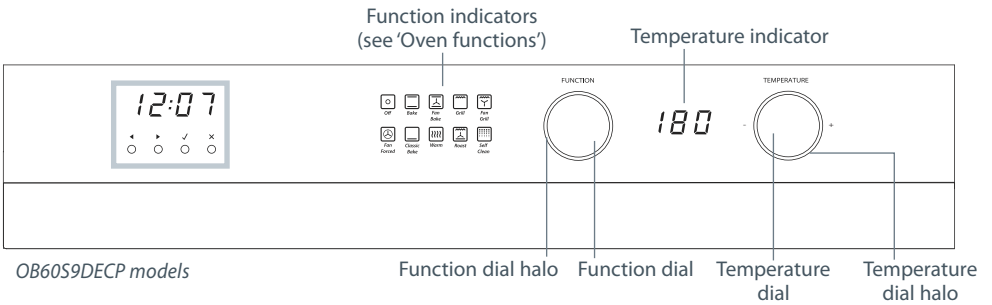 Function indicators
(see ‘Oven functions’)
Temperature indicator
FUNCTION
TEMPERATURE
12:07
Off
Bake
Fan
Bake
Grill
Fan
Grill
180
-
+
Fan
Forced
Classic
Bake
Warm
Roast
Self
Clean
OB60S9DECP models
Function dial halo
Function dial
Temperature
dial
Temperature
dial halo